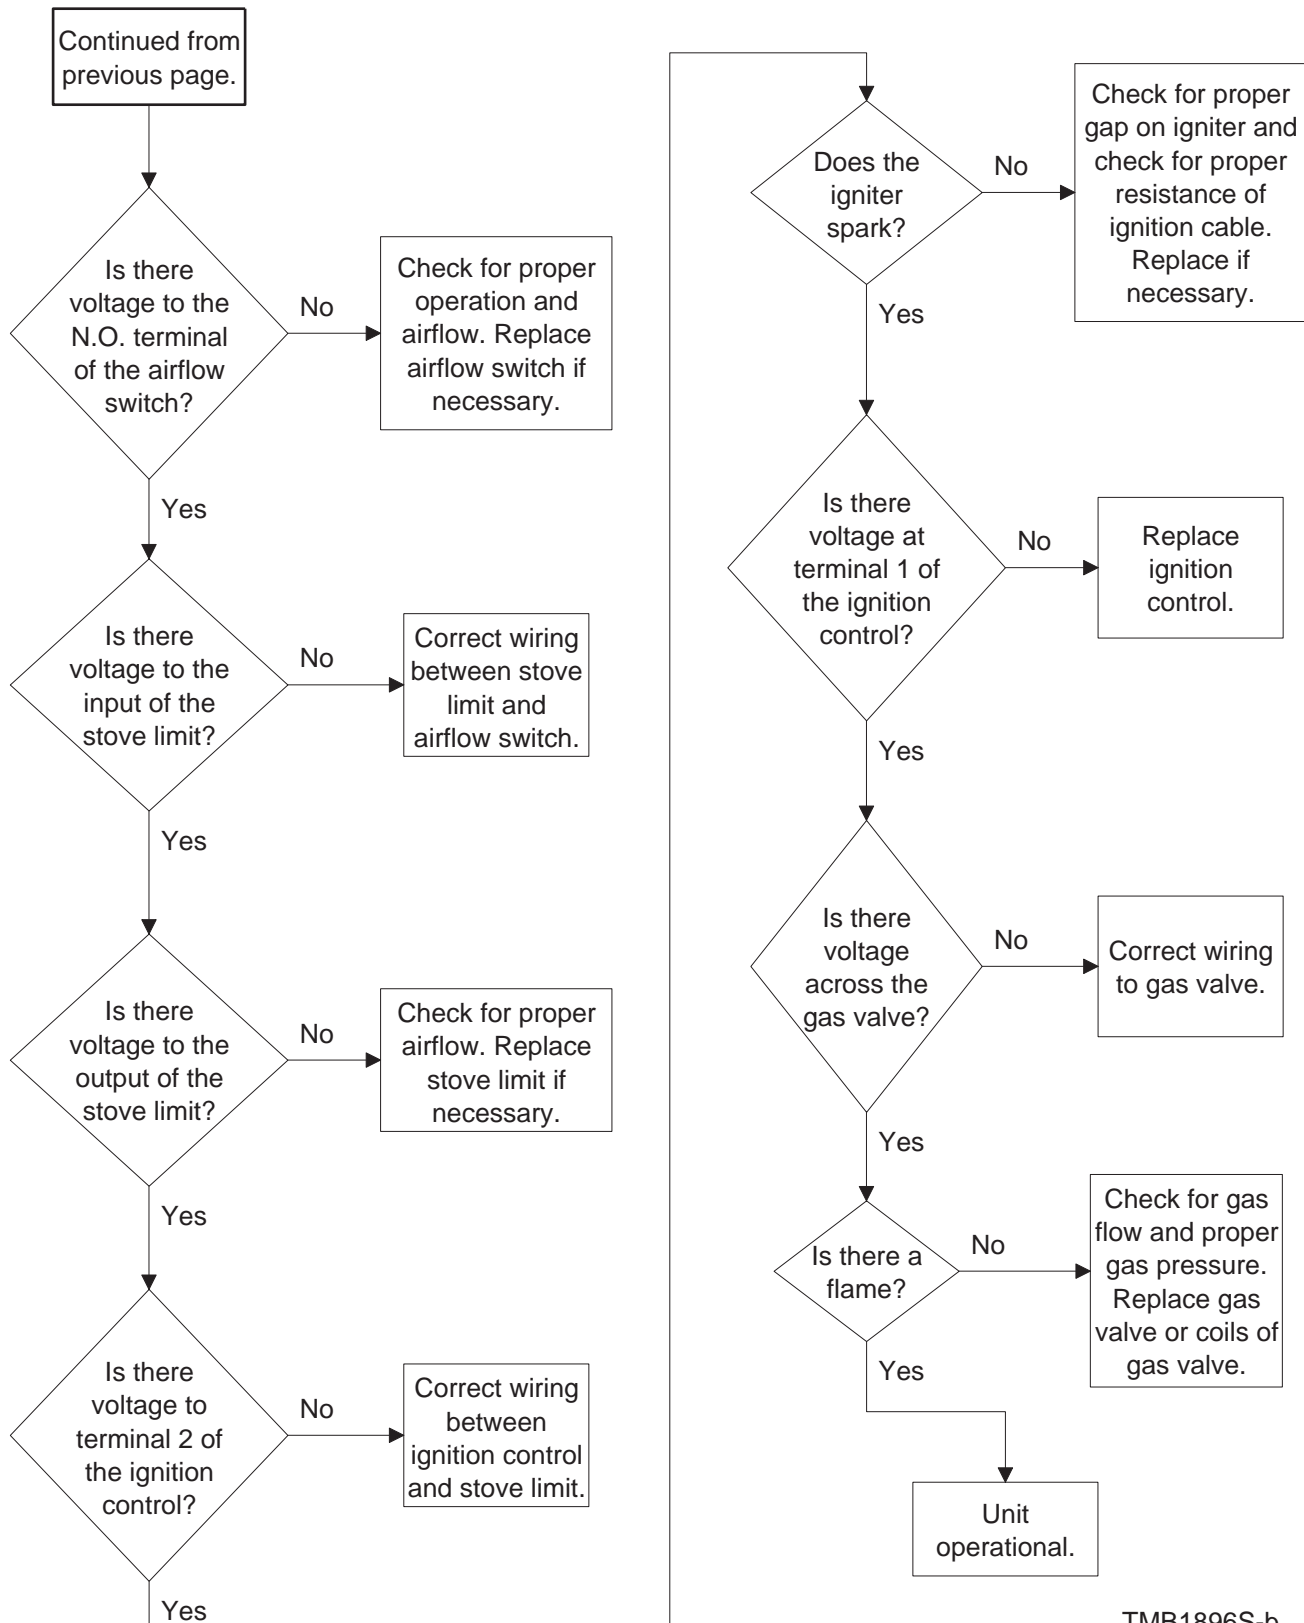 Continued from
previous page.
Is there
voltage to the
N.O. terminal
of the airflow
switch?
No
Check for proper
operation and
airflow. Replace
airflow switch if
necessary.
Yes
Is there
voltage to the
input of the
stove limit?
No
Correct wiring
between stove
limit and
airflow switch.
Yes
Is there
voltage to the
output of the
stove limit?
No
Check for proper
airflow. Replace
stove limit if
necessary.
Yes
Is there
voltage to
terminal 2 of
the ignition
control?
No
Correct wiring
between
ignition control
and stove limit.
Yes
Does the
igniter
spark?
No
Check for proper
gap on igniter and
check for proper
resistance of
ignition cable.
Replace if
necessary.
Yes
Is there
voltage at
terminal 1 of
the ignition
control?
No
Replace
ignition
control.
Yes
Is there
voltage
across the
gas valve?
No
Correct wiring
to gas valve.
Yes
Is there a
flame?
No
Check for gas
flow and proper
gas pressure.
Replace gas
valve or coils of
gas valve.
Yes
Unit
operational.
TMB1896S-b